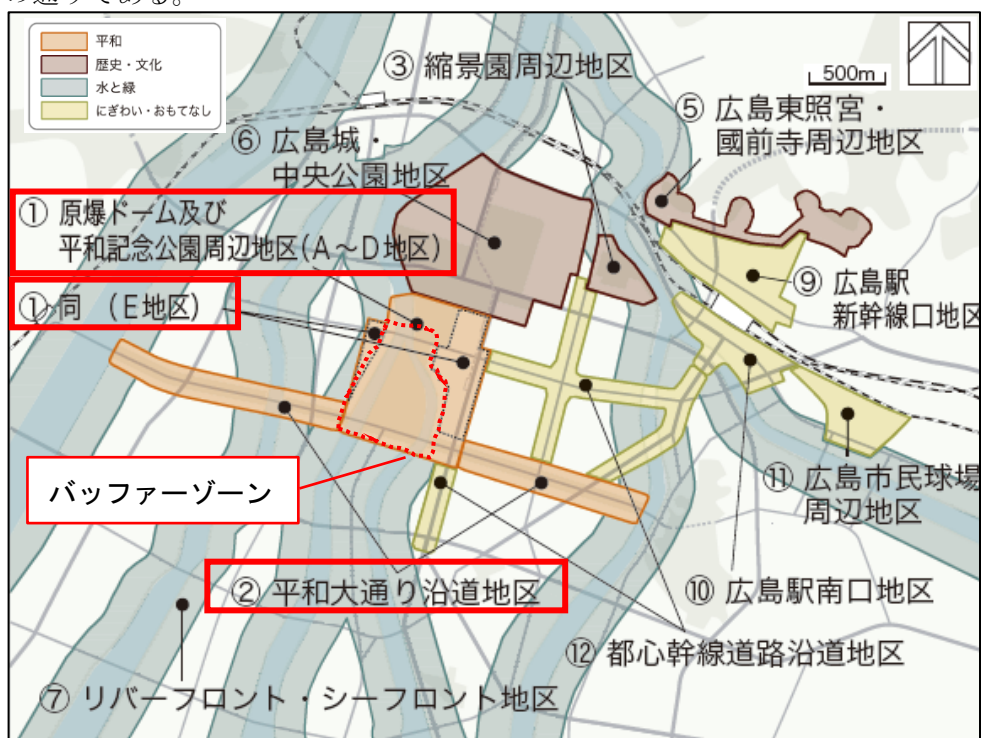 の通りである。
平和
歴史・文化
水と緑
にぎわい・おもてなし
500m
③ 縮景園周辺地区
⑤ 広島東照宮・
國前寺周辺地区
⑥ 広島城・
中央公園地区
① 原爆ドーム及び
平和記念公園周辺地区(A～D地区)
① 同 (E地区)
⑨ 広島駅
新幹線口地区
バッファーゾーン
⑪ 広島市民球場
周辺地区
② 平和大通り沿道地区
⑩ 広島駅南口地区
⑫ 都心幹線道路沿道地区
⑦ リバーフロント・シーフロント地区